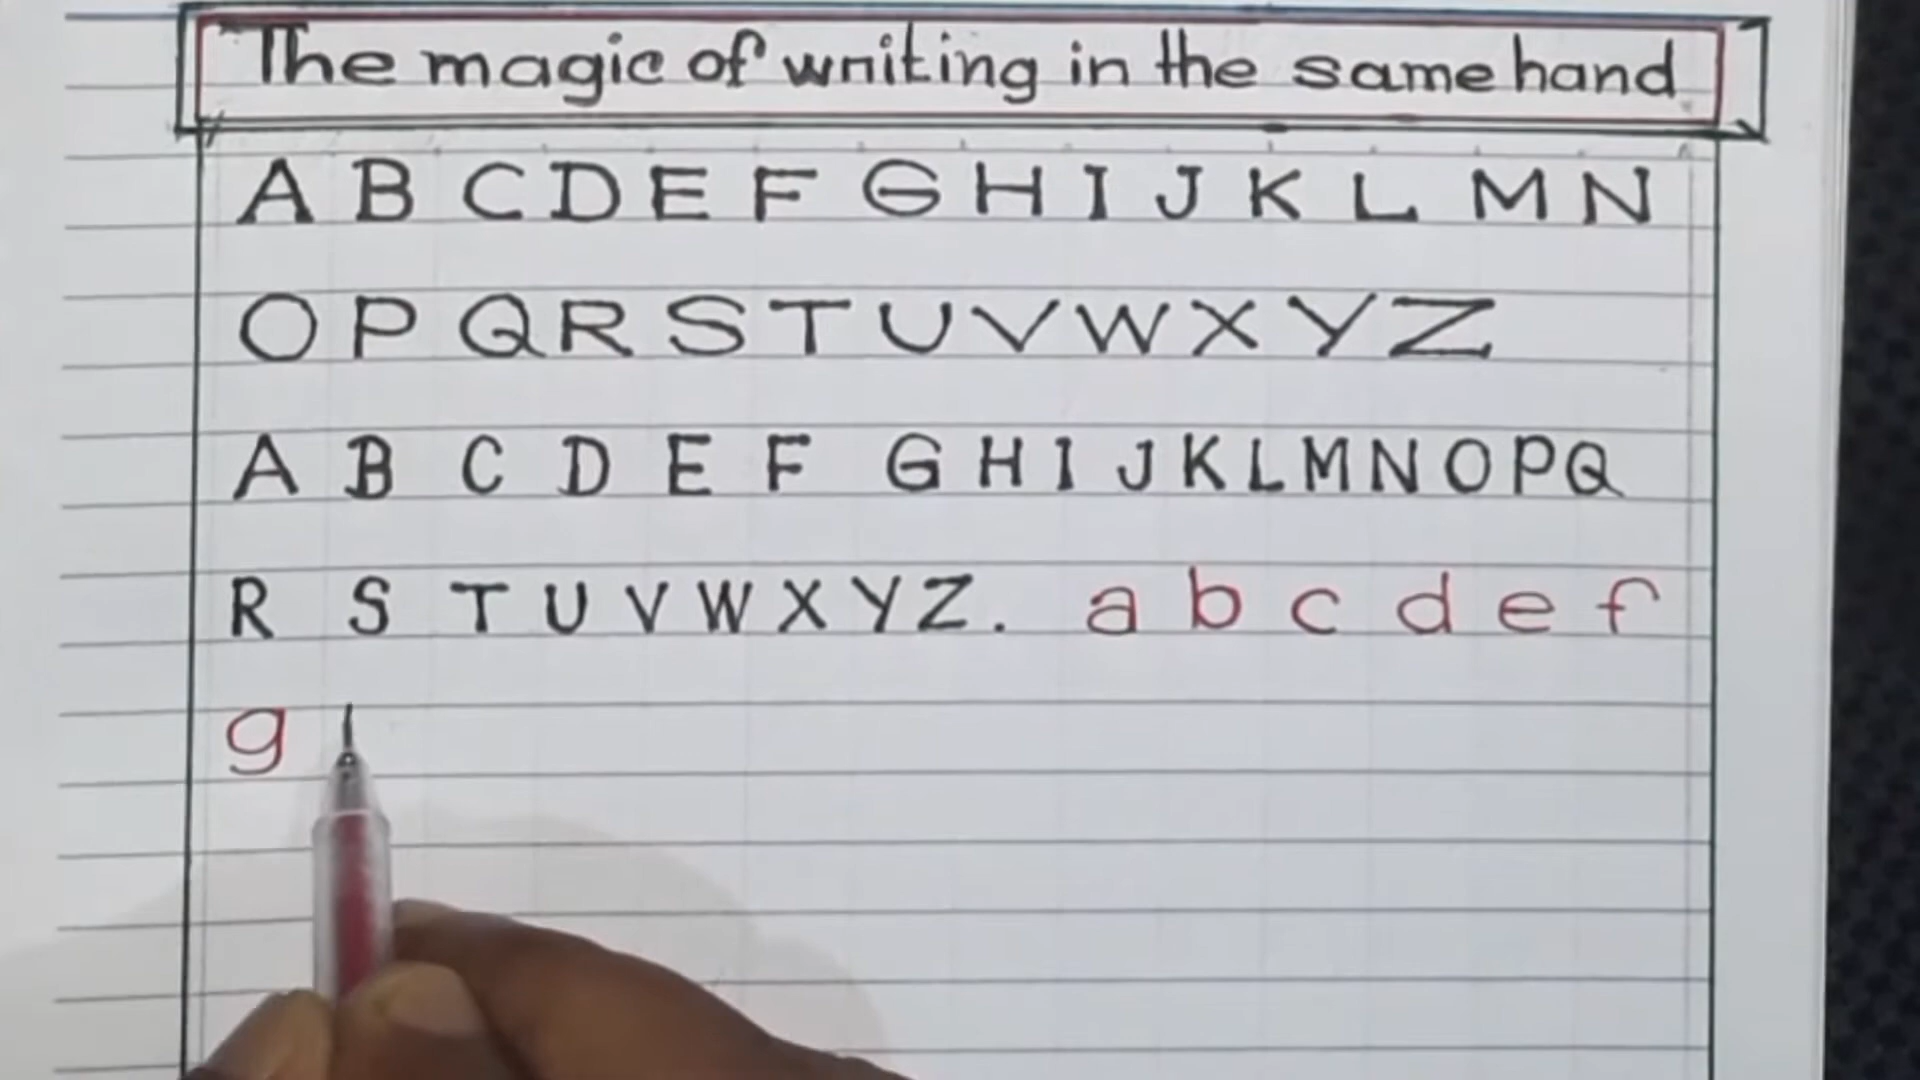 The magic of writing in the same hand
A B C D E F G H I J K L M N
O P Q R S T U V W X Y Z
A B C D E F G H I J K L M N O P Q
R S T U V W X Y Z . a b c d e f
g